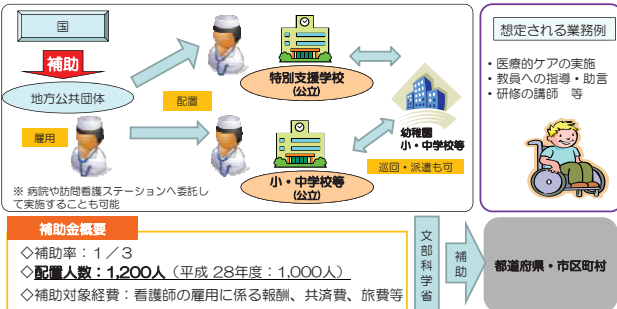 国
補助
地方公共団体
雇用
配置
特別支援学校
(公立)
小・中学校等
(公立)
幼稚園
小・中学校等
巡回・派遣も可
※ 病院や訪問看護ステーションへ委託し
て実施することも可能
想定される業務例
・医療的ケアの実施
・教員への指導・助言
・研修の講師　等
補助金概要
◇補助率：１／３
◇配置人数：1,200人（平成 28年度：1,000人）
◇補助対象経費：看護師の雇用に係る報酬、共済費、旅費等
文部科学省
補助
都道府県・市区町村